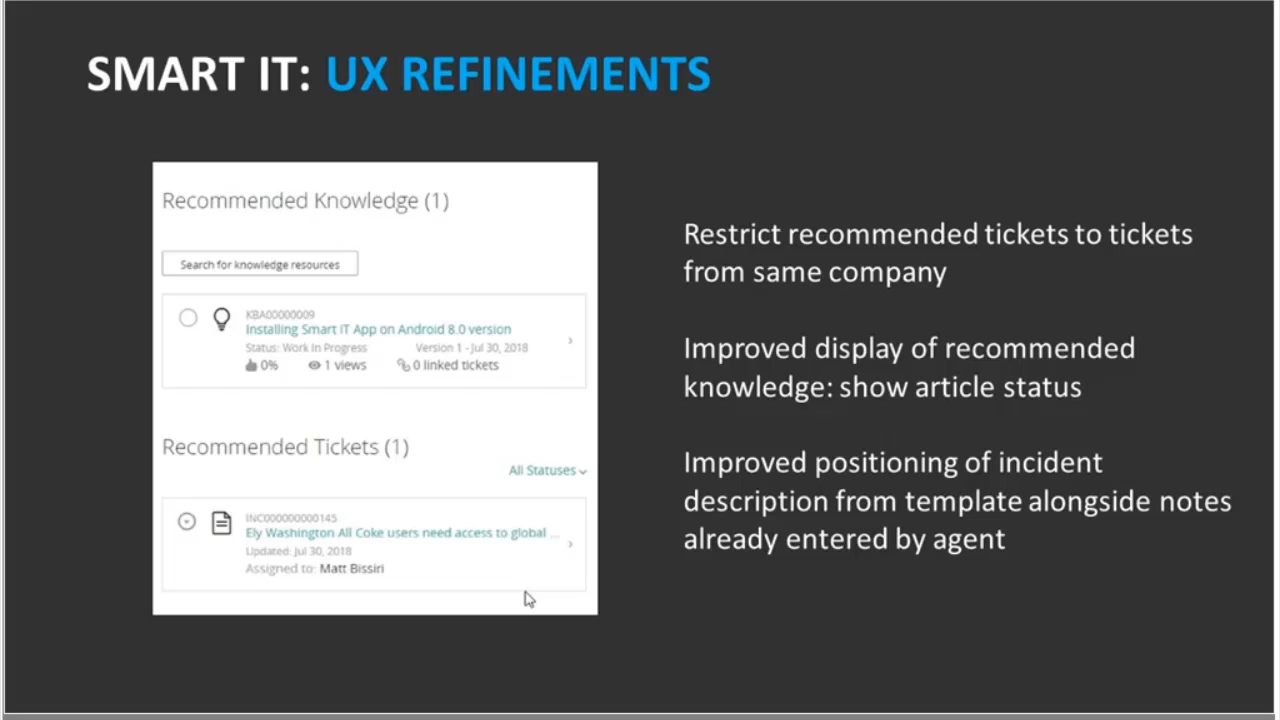 SMART IT: UX REFINEMENTS
Recommended Knowledge (1)
Search for knowledge resources
KBA00000009
Installing Smart IT App on Android 8.0 version
Status: Work In Progress Version 1 - Jul 30, 2018
0% 1 views 0 linked tickets
Recommended Tickets (1)
All Statuses
INC000000000145
Ely Washington All Coke users need access to global ...
Updated: Jul 30, 2018
Assigned to: Matt Bissiri
Restrict recommended tickets to tickets
from same company
Improved display of recommended
knowledge: show article status
Improved positioning of incident
description from template alongside notes
already entered by agent